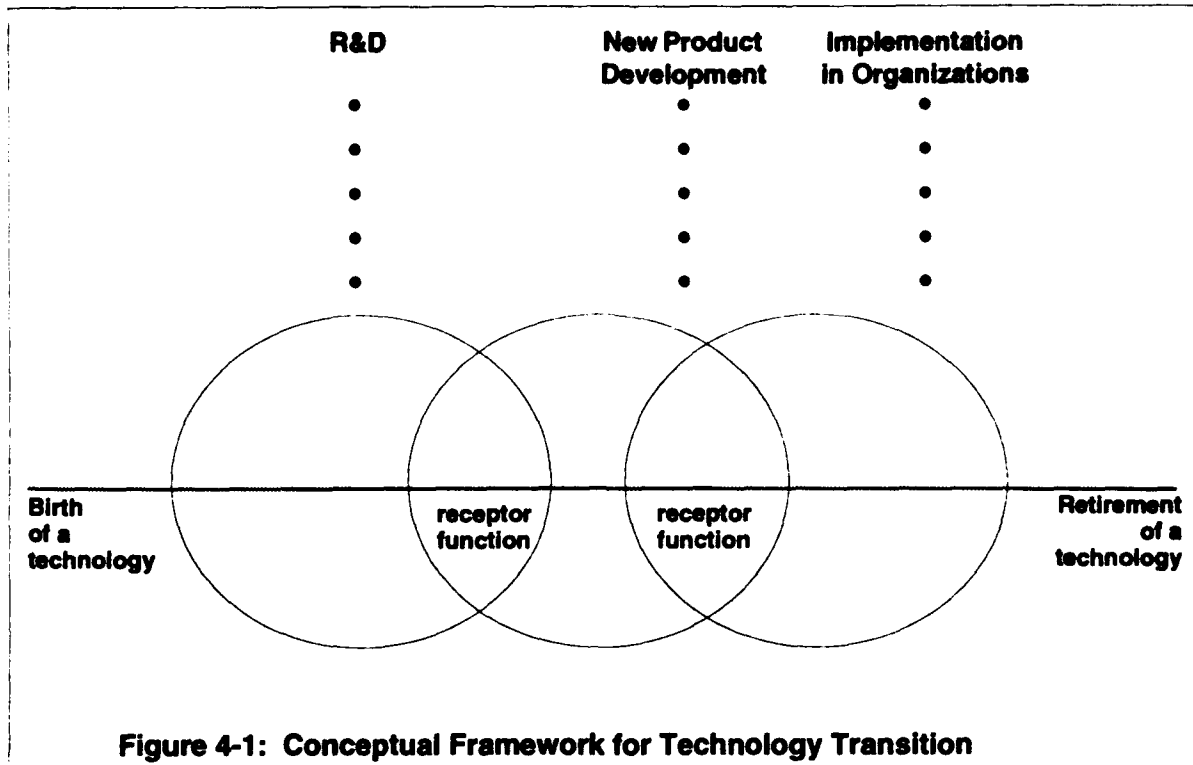 R&D
New Product
Development
Implementation
in Organizations
Birth
of a
technology
receptor
function
receptor
function
Retirement
of a
technology
Figure 4-1: Conceptual Framework for Technology Transition